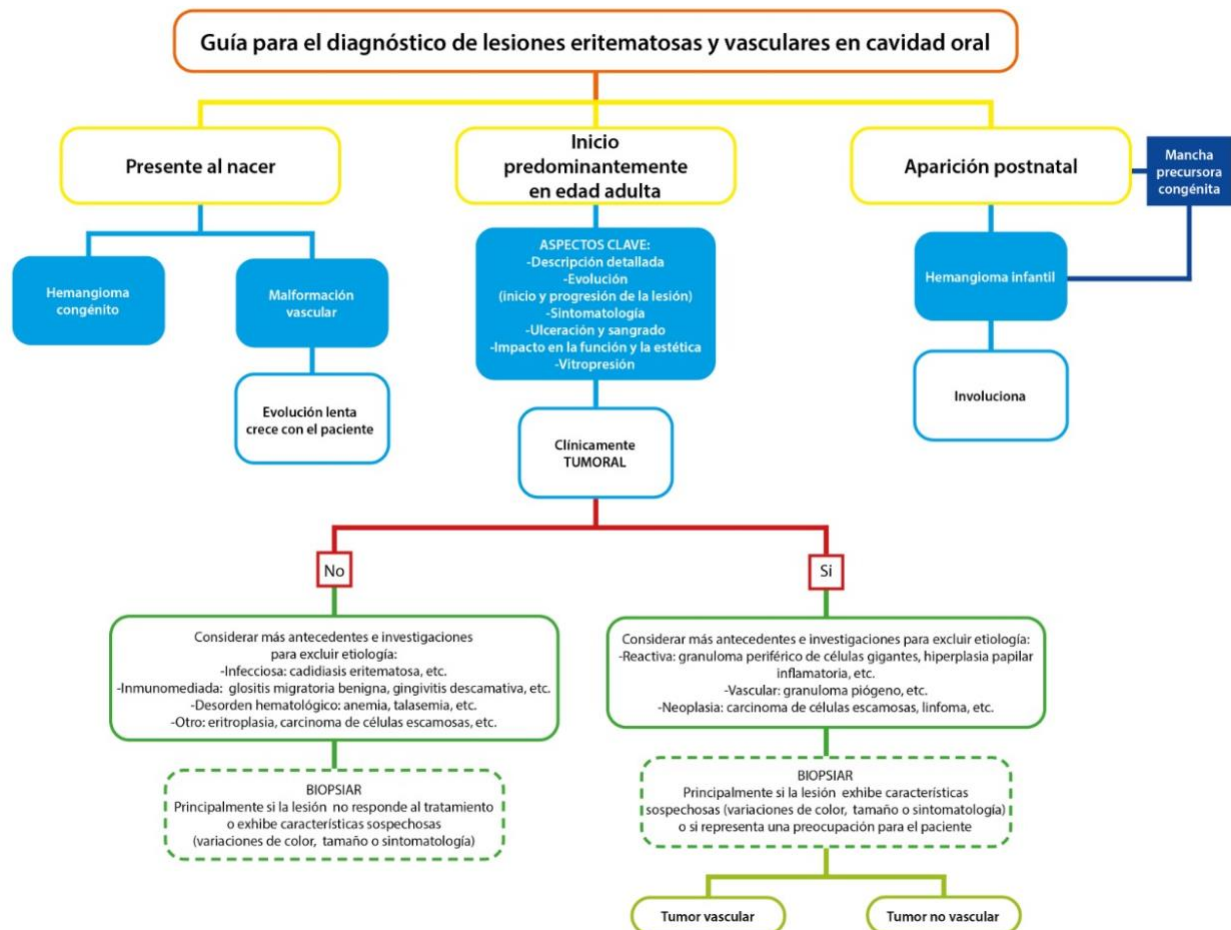 Guía para el diagnóstico de lesiones eritematosas y vasculares en cavidad oral
Presente al nacer
Inicio
predominantemente
en edad adulta
Aparición postnatal
Mancha
precursora
congénita
Hemangioma
congénito
Malformación
vascular
ASPECTOS CLAVE:
-Descripción detallada
-Evolución
(inicio y progresión de la lesión)
-Sintomatología
-Ulceración y sangrado
-Impacto en la función y la estética
-Vitropresión
Hemangioma infantil
Evolución lenta
crece con el paciente
Involuciona
Clínicamente
TUMORAL
No
Si
Considerar más antecedentes e investigaciones
para excluir etiología:
-Infecciosa: cadidiasis eritematosa, etc.
-Inmunomediada: glositis migratoria benigna, gingivitis descamativa, etc.
-Desorden hematológico: anemia, talasemia, etc.
-Otro: eritroplasia, carcinoma de células escamosas, etc.
Considerar más antecedentes e investigaciones para excluir etiología:
-Reactiva: granuloma periférico de células gigantes, hiperplasia papilar
inflamatoria, etc.
-Vascular: granuloma piógeno, etc.
-Neoplasia: carcinoma de células escamosas, linfoma, etc.
BIOPSIAR
Principalmente si la lesión no responde al tratamiento
o exhibe características sospechosas
(variaciones de color, tamaño o sintomatología)
BIOPSIAR
Principalmente si la lesión exhibe características
sospechosas (variaciones de color, tamaño o sintomatología)
o si representa una preocupación para el paciente
Tumor vascular
Tumor no vascular